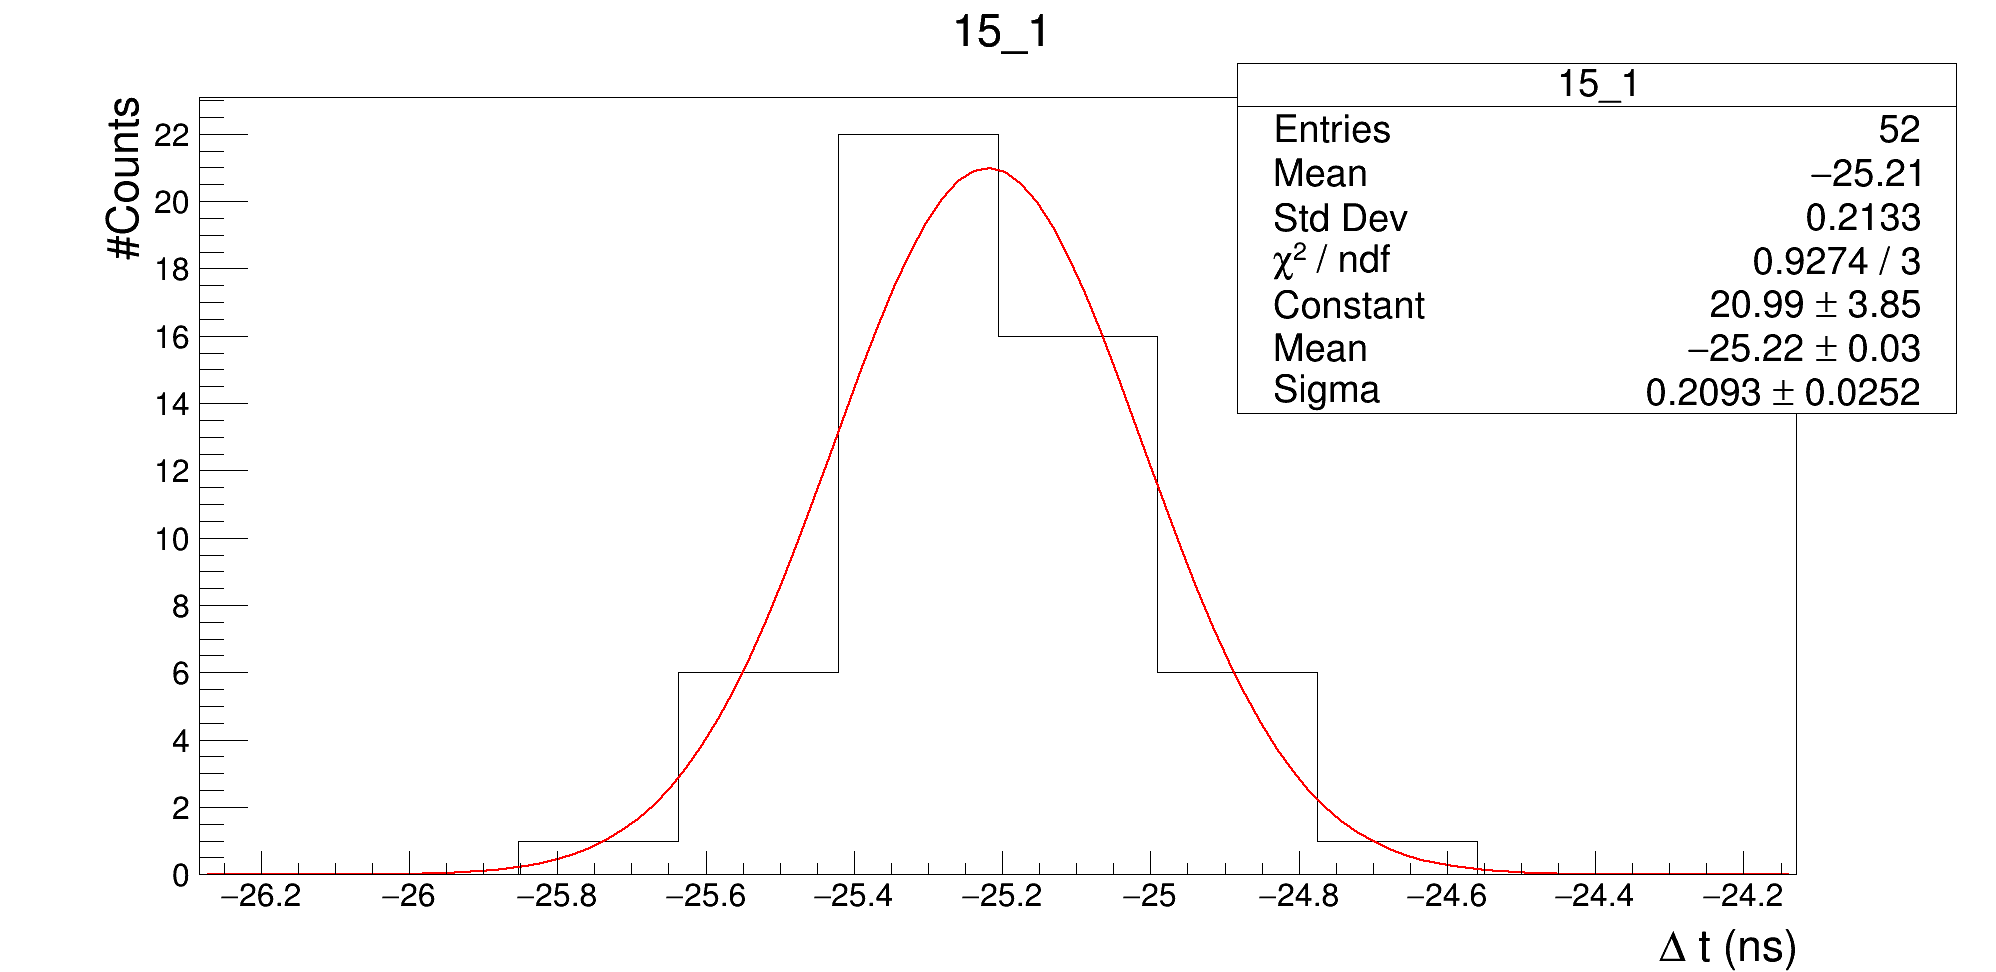 15_1
15_1
Entries 52
Mean −25.21
Std Dev 0.2133
χ² / ndf 0.9274 / 3
Constant 20.99 ± 3.85
Mean −25.22 ± 0.03
Sigma 0.2093 ± 0.0252
#Counts
22
20
18
16
14
12
10
8
6
4
2
0
−26.2 −26 −25.8 −25.6 −25.4 −25.2 −25 −24.8 −24.6 −24.4 −24.2
Δ t (ns)